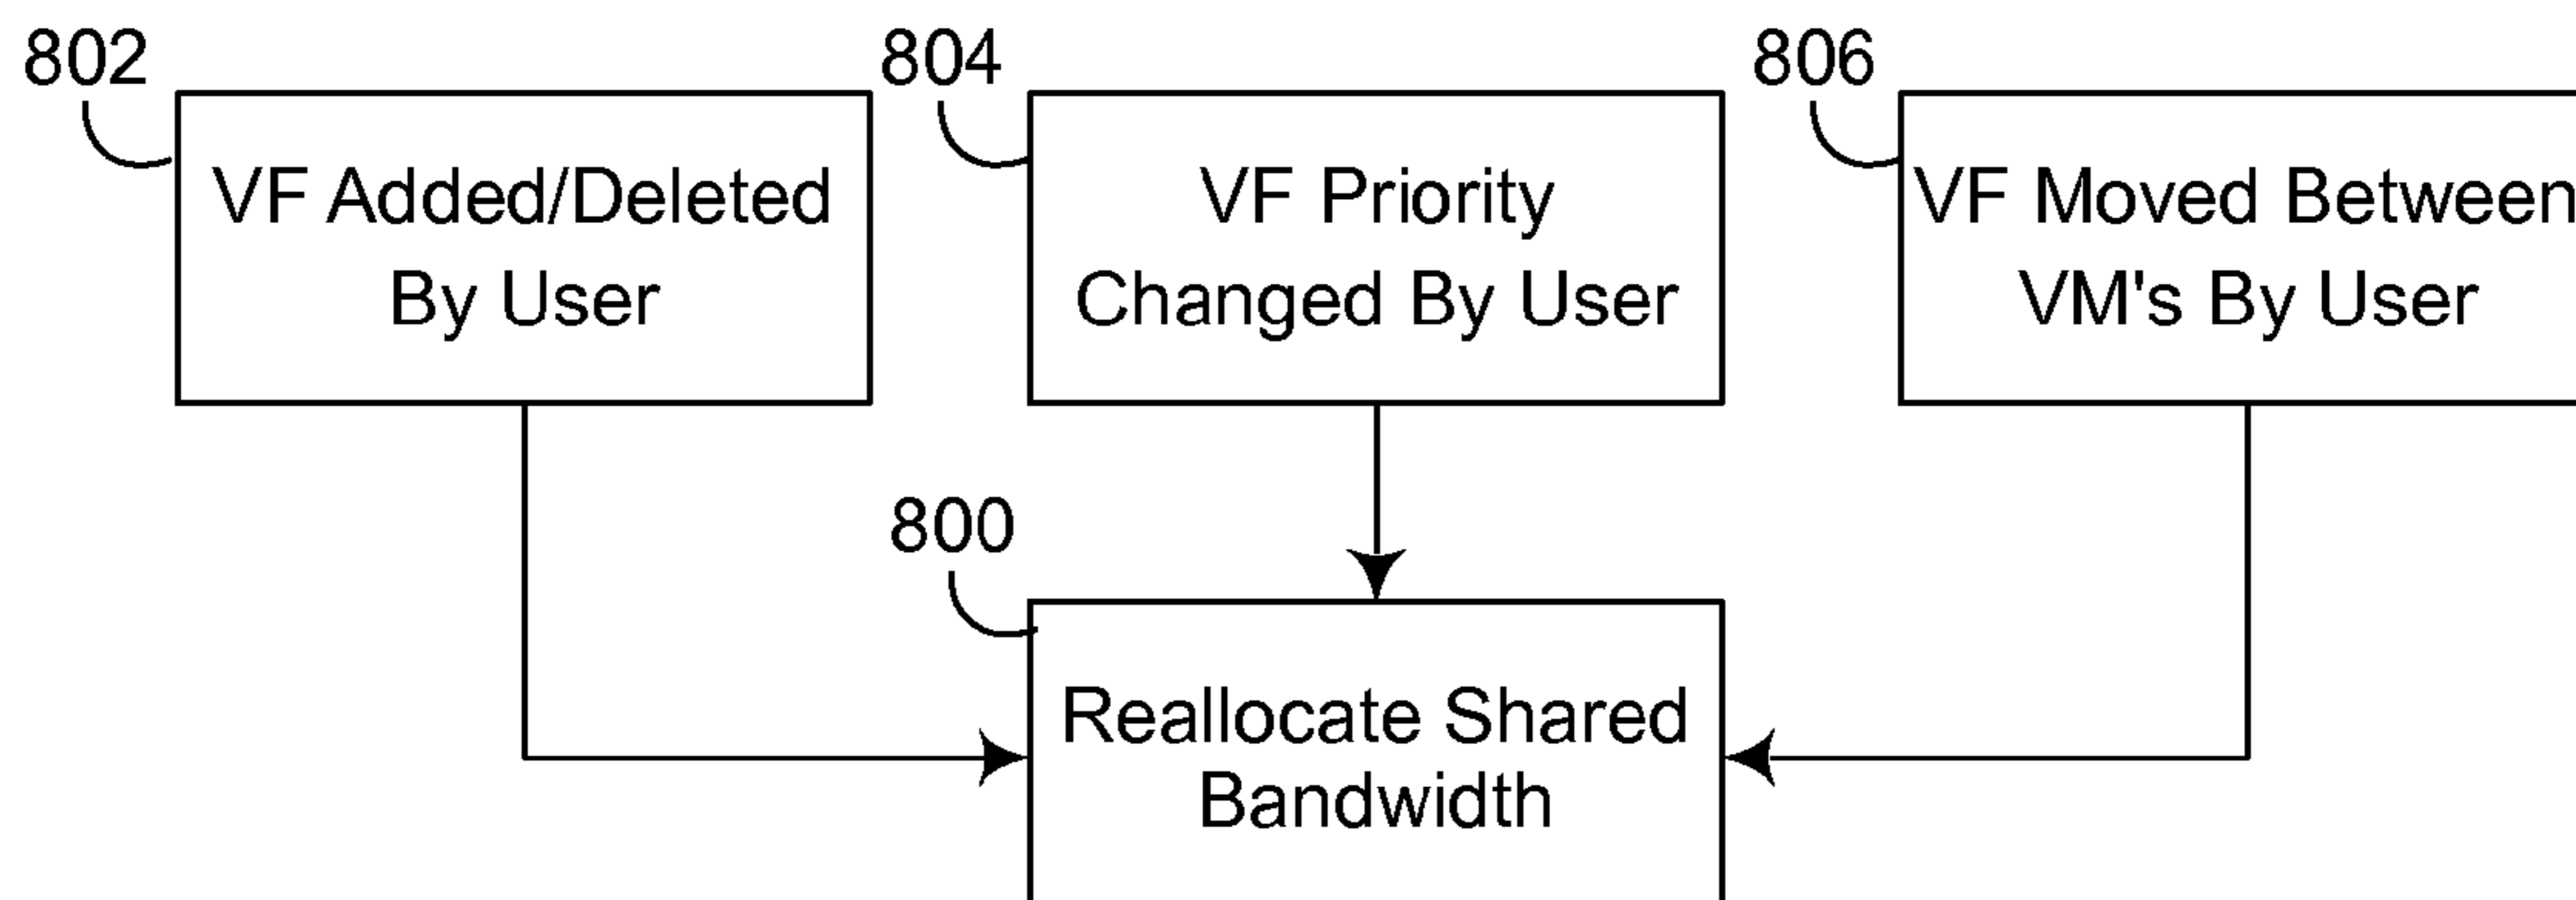 802
VF Added/Deleted
By User
804
VF Priority
Changed By User
806
VF Moved Between
VM's By User
800
Reallocate Shared
Bandwidth